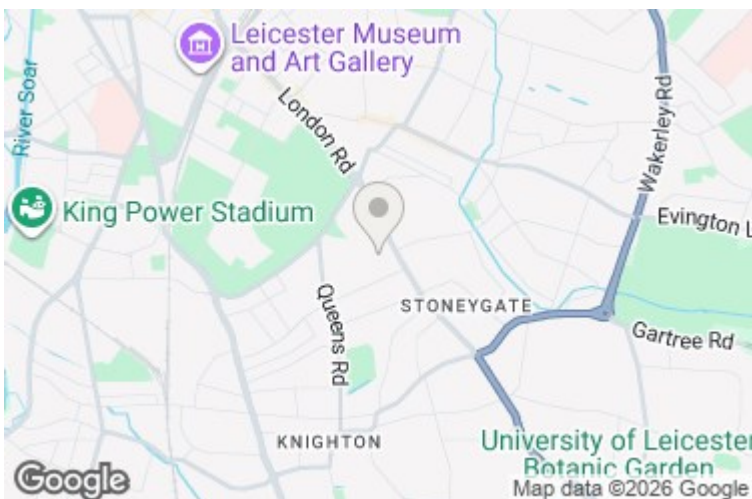 Leicester Museum
and Art Gallery
London Rd
River Soar
Wakerley Rd
King Power Stadium
Evington L
Queens Rd
STONEYGATE
Gartree Rd
KNIGHTON
University of Leicester
Botanic Garden
Google
Map data ©2026 Google